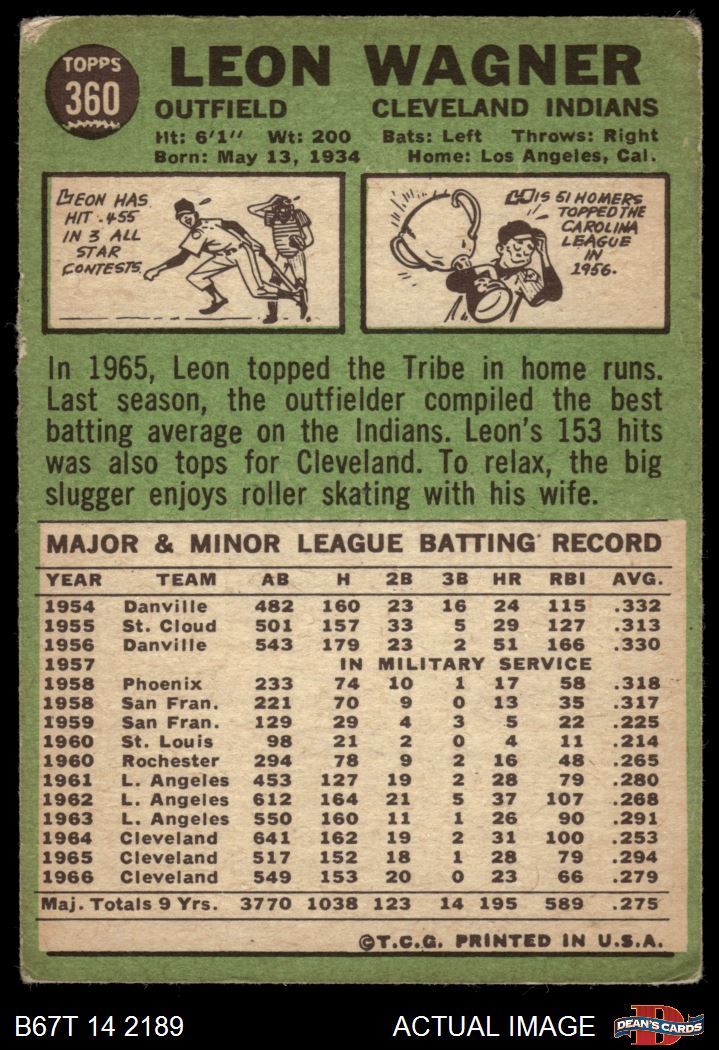 TOPPS
360
LEON WAGNER
OUTFIELD CLEVELAND INDIANS
Ht: 6'1" Wt: 200 Bats: Left Throws: Right
Born: May 13, 1934 Home: Los Angeles, Cal.
LEON HAS
HIT .455
IN 3 ALL
STAR
CONTESTS.
HIS 51 HOMERS
TOPPED THE
CAROLINA
LEAGUE
IN
1956.
In 1965, Leon topped the Tribe in home runs.
Last season, the outfielder compiled the best
batting average on the Indians. Leon's 153 hits
was also tops for Cleveland. To relax, the big
slugger enjoys roller skating with his wife.
MAJOR & MINOR LEAGUE BATTING RECORD
YEAR TEAM AB H 2B 3B HR RBI AVG.
1954 Danville 482 160 23 16 24 115 .332
1955 St. Cloud 501 157 33 5 29 127 .313
1956 Danville 543 179 23 2 51 166 .330
1957 IN MILITARY SERVICE
1958 Phoenix 233 74 10 1 17 58 .318
1958 San Fran. 221 70 9 0 13 35 .317
1959 San Fran. 129 29 4 3 5 22 .225
1960 St. Louis 98 21 2 0 4 11 .214
1960 Rochester 294 78 9 2 16 48 .265
1961 L. Angeles 453 127 19 2 28 79 .280
1962 L. Angeles 612 164 21 5 37 107 .268
1963 L. Angeles 550 160 11 1 26 90 .291
1964 Cleveland 641 162 19 2 31 100 .253
1965 Cleveland 517 152 18 1 28 79 .294
1966 Cleveland 549 153 20 0 23 66 .279
Maj. Totals 9 Yrs. 3770 1038 123 14 195 589 .275
©T.C.G. PRINTED IN U.S.A.
B67T 14 2189 ACTUAL IMAGE D DEAN'S CARDS